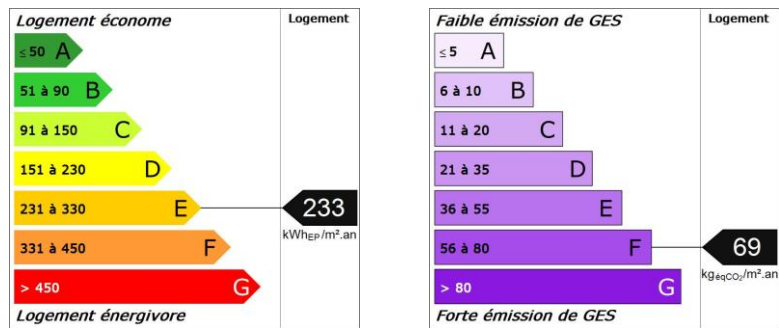 Logement économe
Logement
≤ 50 A
51 à 90 B
91 à 150 C
151 à 230 D
231 à 330 E
233
kWhEP/m².an
331 à 450 F
> 450 G
Logement énergivore
Faible émission de GES
Logement
≤ 5 A
6 à 10 B
11 à 20 C
21 à 35 D
36 à 55 E
56 à 80 F
69
kgéqCO₂/m².an
> 80 G
Forte émission de GES